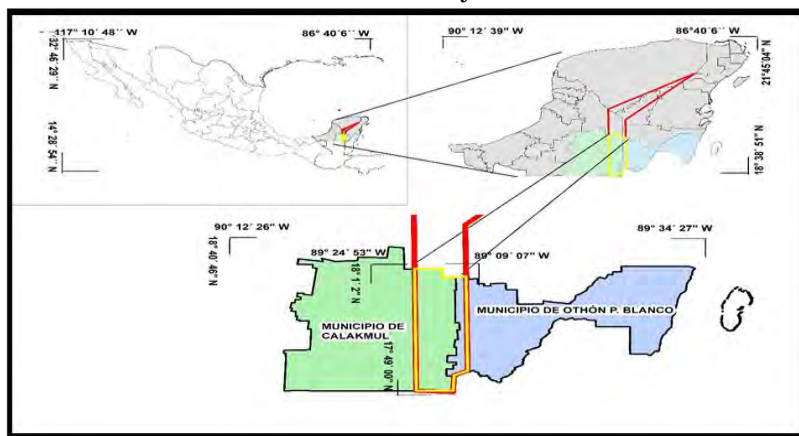 117° 10´ 48´´ W
86° 40´ 6´´ W
32° 46´ 29´´ N
14° 28´ 54´´ N
90° 12´ 39" W
86° 40´ 6´´ W
21° 45´ 04´´ N
18° 38´ 51" N
90° 12´ 26" W
18° 40´ 46" N
89° 24´ 53" W
89° 09´ 07" W
89° 34´ 27" W
18° 1´ 2" N
MUNICIPIO DE
CALAKMUL
MUNICIPIO DE OTHÓN P. BLANCO
17° 49´ 00" N